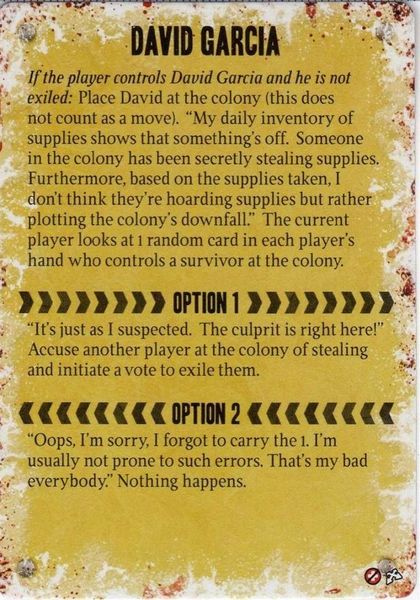 DAVID GARCIA
If the player controls David Garcia and he is not
exiled: Place David at the colony (this does
not count as a move). “My daily inventory of
supplies shows that something's off. Someone
in the colony has been secretly stealing supplies.
Furthermore, based on the supplies taken, I
don't think they're hoarding supplies but rather
plotting the colony's downfall.” The current
player looks at 1 random card in each player's
hand who controls a survivor at the colony.
OPTION 1
“It's just as I suspected. The culprit is right here!”
Accuse another player at the colony of stealing
and initiate a vote to exile them.
OPTION 2
“Oops, I'm sorry, I forgot to carry the 1. I'm
usually not prone to such errors. That's my bad
everybody.” Nothing happens.